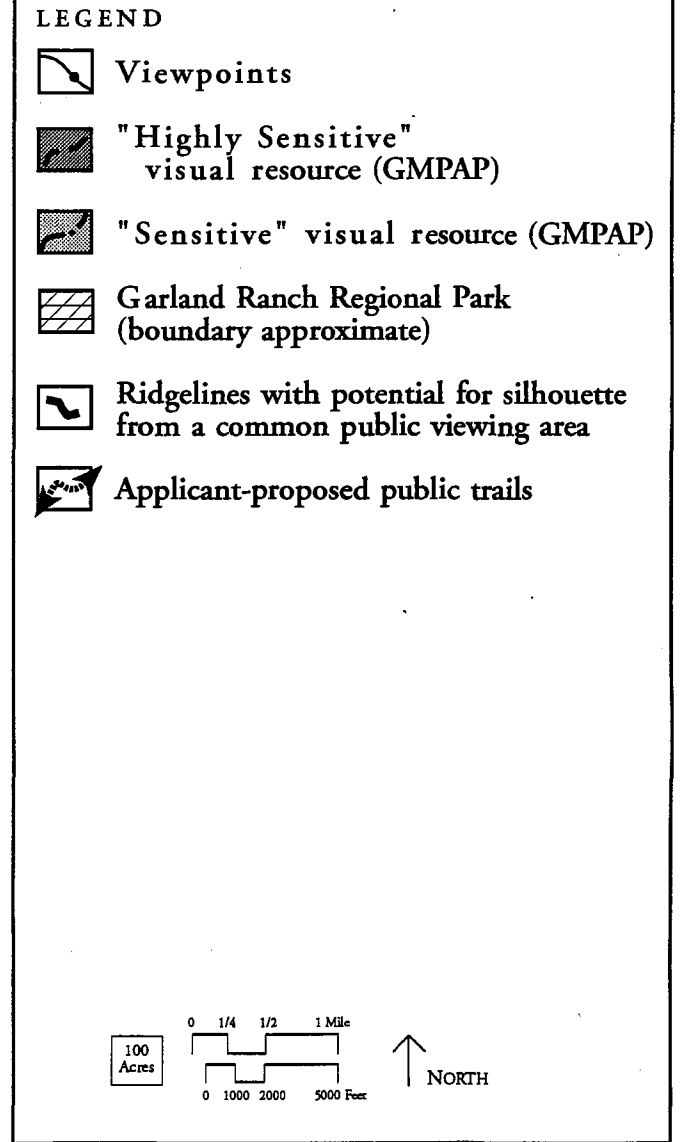 LEGEND
Viewpoints
"Highly Sensitive"
visual resource (GMPAP)
"Sensitive" visual resource (GMPAP)
Garland Ranch Regional Park
(boundary approximate)
Ridgelines with potential for silhouette
from a common public viewing area
Applicant-proposed public trails
0 1/4 1/2 1 Mile
100
Acres
NORTH
0 1000 2000 5000 Feet